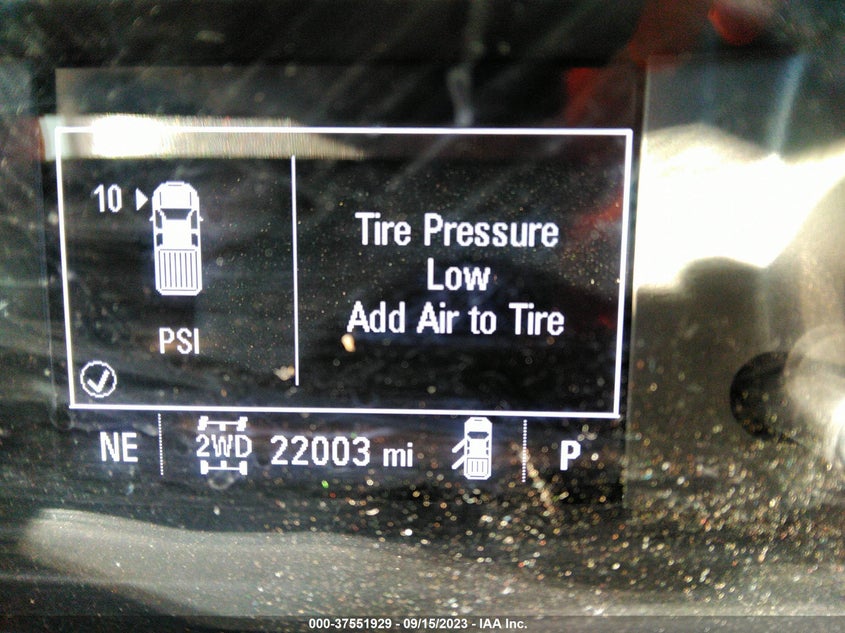 10
Tire Pressure
Low
Add Air to Tire
PSI
NE
2WD
22003 mi
P
000-37551929 - 09/15/2023 - IAA Inc.